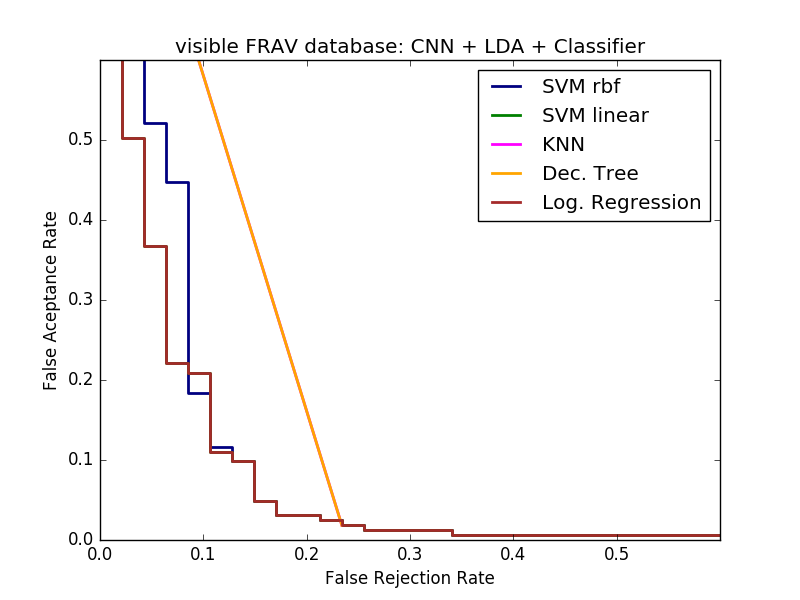 visible FRAV database: CNN + LDA + Classifier
SVM rbf
SVM linear
KNN
Dec. Tree
Log. Regression
False Aceptance Rate
0.5
0.4
0.3
0.2
0.1
0.0
0.0 0.1 0.2 0.3 0.4 0.5
False Rejection Rate